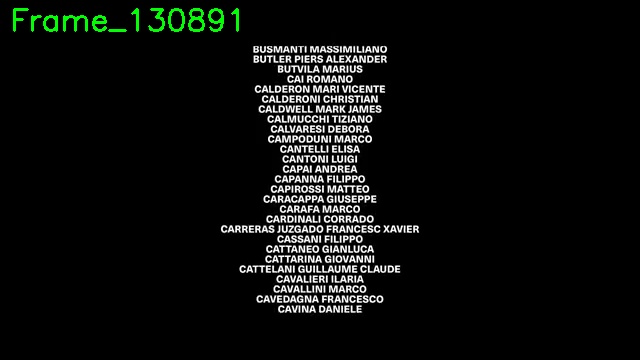 Frame_130891
BUSMANTI MASSIMILIANO
BUTLER PIERS ALEXANDER
BUTVILA MARIUS
CAI ROMANO
CALDERON MARI VICENTE
CALDERONI CHRISTIAN
CALDWELL MARK JAMES
CALMUCCHI TIZIANO
CALVARESI DEBORA
CAMPODUNI MARCO
CANTELLI ELISA
CANTONI LUIGI
CAPAI ANDREA
CAPANNA FILIPPO
CAPIROSSI MATTEO
CARACAPPA GIUSEPPE
CARAFA MARCO
CARDINALI CORRADO
CARRERAS JUZGADO FRANCESC XAVIER
CASSANI FILIPPO
CATTANEO GIANLUCA
CATTARINA GIOVANNI
CATTELANI GUILLAUME CLAUDE
CAVALIERI ILARIA
CAVALLINI MARCO
CAVEDAGNA FRANCESCO
CAVINA DANIELE